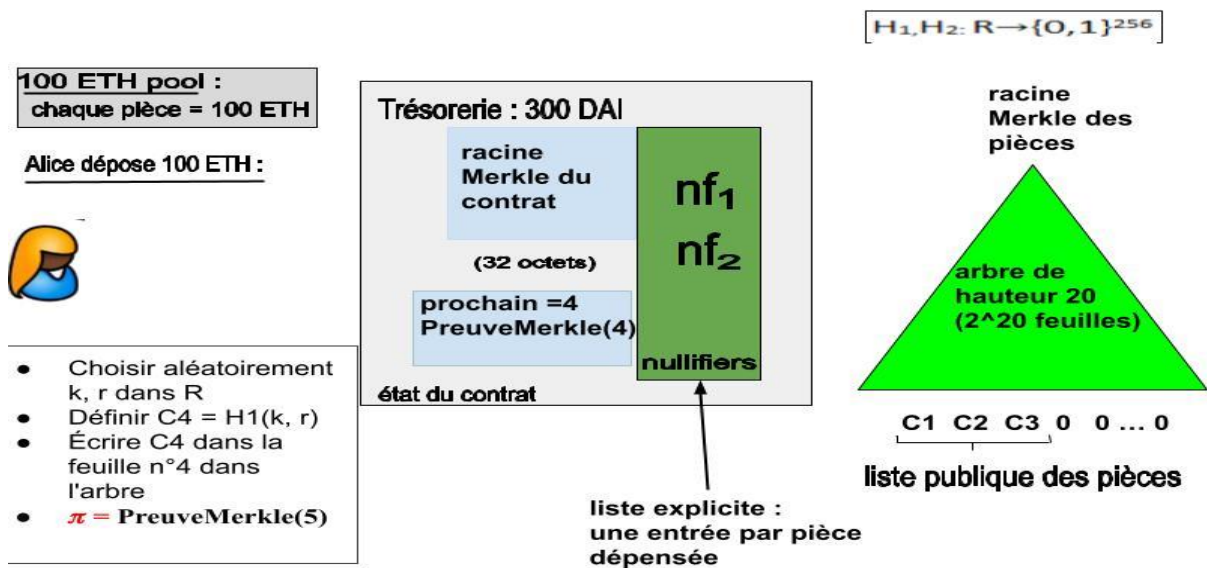 H₁,H₂: R→{0,1}²⁵⁶
100 ETH pool :
chaque pièce = 100 ETH
Alice dépose 100 ETH :
• Choisir aléatoirement
k, r dans R
• Définir C4 = H1(k, r)
• Écrire C4 dans la
feuille n°4 dans
l'arbre
• π = PreuveMerkle(5)
Trésorerie : 300 DAI
racine
Merkle du
contrat
(32 octets)
prochain =4
PreuveMerkle(4)
état du contrat
nf₁
nf₂
nullifiers
liste explicite :
une entrée par pièce
dépensée
racine
Merkle des
pièces
arbre de
hauteur 20
(2^20 feuilles)
C1 C2 C3 0 0 ... 0
liste publique des pièces